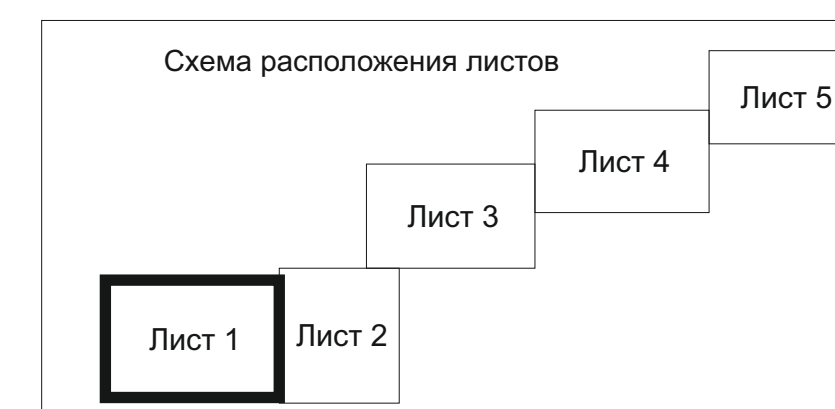 Схема расположения листов
Лист 5
Лист 4
Лист 3
Лист 1
Лист 2